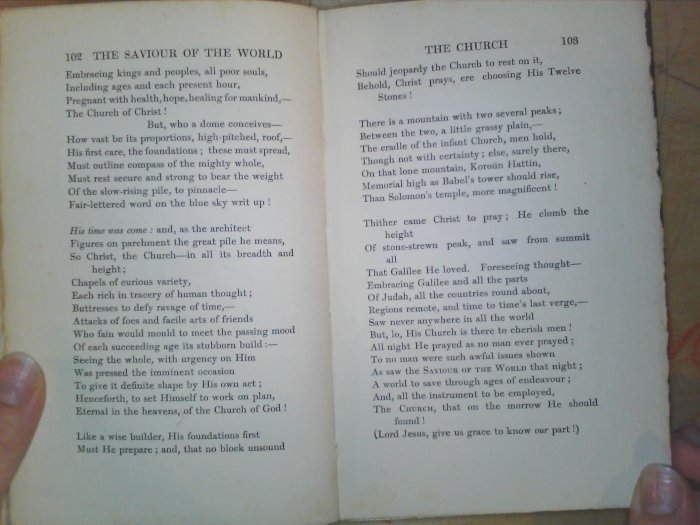 102 THE SAVIOUR OF THE WORLD
Embracing kings and peoples, all poor souls,
Including ages and each present hour,
Pregnant with health, hope, healing for mankind,—
The Church of Christ!
But, who a dome conceives—
How vast be its proportions, high-pitched, roof,—
His first care, the foundations; these must spread,
Must outline compass of the mighty whole,
Must rest secure and strong to bear the weight
Of the slow-rising pile, to pinnacle—
Fair-lettered word on the blue sky writ up!
His time was come: and, as the architect
Figures on parchment the great pile he means,
So Christ, the Church—in all its breadth and
height;
Chapels of curious variety,
Each rich in tracery of human thought;
Buttresses to defy ravage of time,—
Attacks of foes and facile arts of friends
Who fain would mould to meet the passing mood
Of each succeeding age its stubborn build:—
Seeing the whole, with urgency on Him
Was pressed the imminent occasion
To give it definite shape by His own act;
Henceforth, to set Himself to work on plan,
Eternal in the heavens, of the Church of God!
Like a wise builder, His foundations first
Must He prepare; and, that no block unsound
THE CHURCH 103
Should jeopardy the Church to rest on it,
Behold, Christ prays, ere choosing His Twelve
Stones!
There is a mountain with two several peaks;
Between the two, a little grassy plain,—
The cradle of the infant Church, men hold,
Though not with certainty; else, surely there,
On that lone mountain, Koroün Hattin,
Memorial high as Babel's tower should rise,
Than Solomon's temple, more magnificent!
Thither came Christ to pray; He clomb the
height
Of stone-strewn peak, and saw from summit
all
That Galilee He loved. Foreseeing thought—
Embracing Galilee and all the parts
Of Judah, all the countries round about,
Regions remote, and time to time's last verge,—
Saw never anywhere in all the world
But, lo, His Church is there to cherish men!
All night He prayed as no man ever prayed;
To no man were such awful issues shown
As saw the SAVIOUR OF THE WORLD that night;
A world to save through ages of endeavour;
And, all the instrument to be employed,
The CHURCH, that on the morrow He should
found!
(Lord Jesus, give us grace to know our part!)